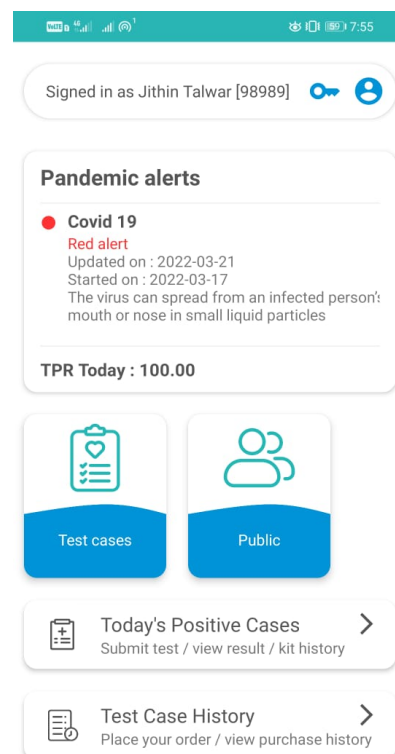 7:55
Signed in as Jithin Talwar [98989]
Pandemic alerts
Covid 19
Red alert
Updated on : 2022-03-21
Started on : 2022-03-17
The virus can spread from an infected person's
mouth or nose in small liquid particles
TPR Today : 100.00
Test cases
Public
Today's Positive Cases
Submit test / view result / kit history
Test Case History
Place your order / view purchase history